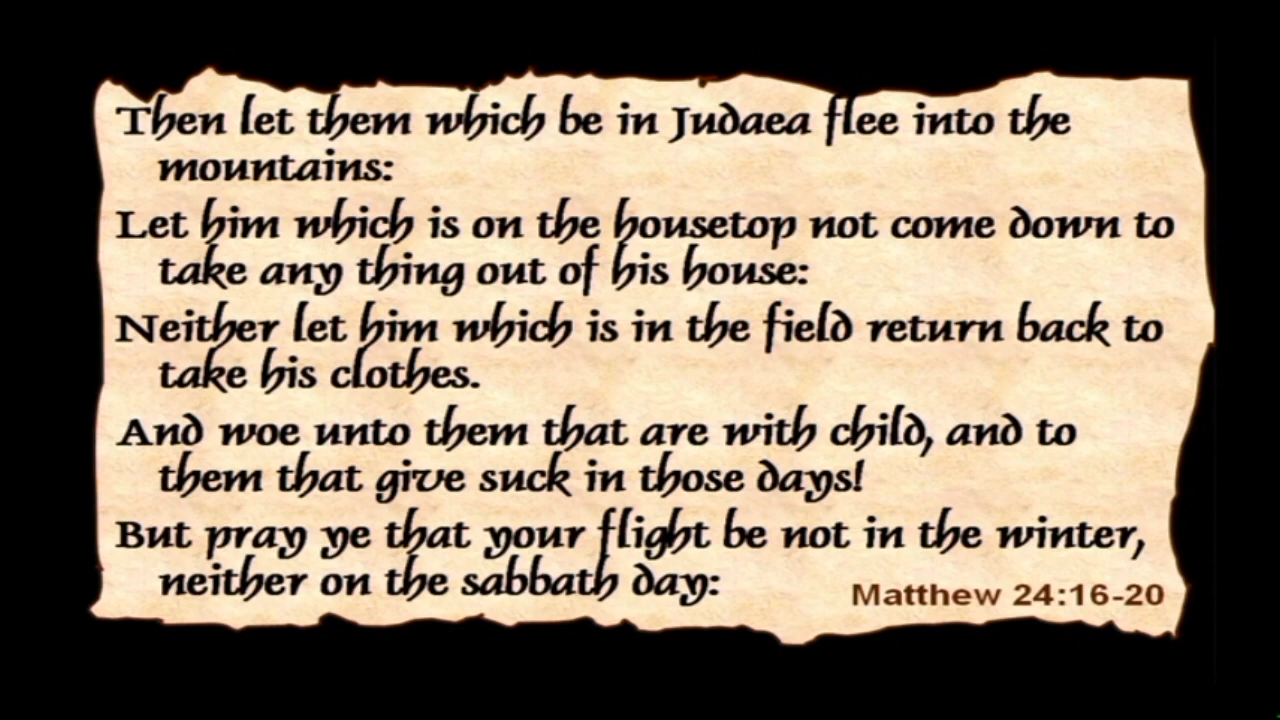 Then let them which be in Judaea flee into the
mountains:
Let him which is on the housetop not come down to
take any thing out of his house:
Neither let him which is in the field return back to
take his clothes.
And woe unto them that are with child, and to
them that give suck in those days!
But pray ye that your flight be not in the winter,
neither on the sabbath day:
Matthew 24:16-20